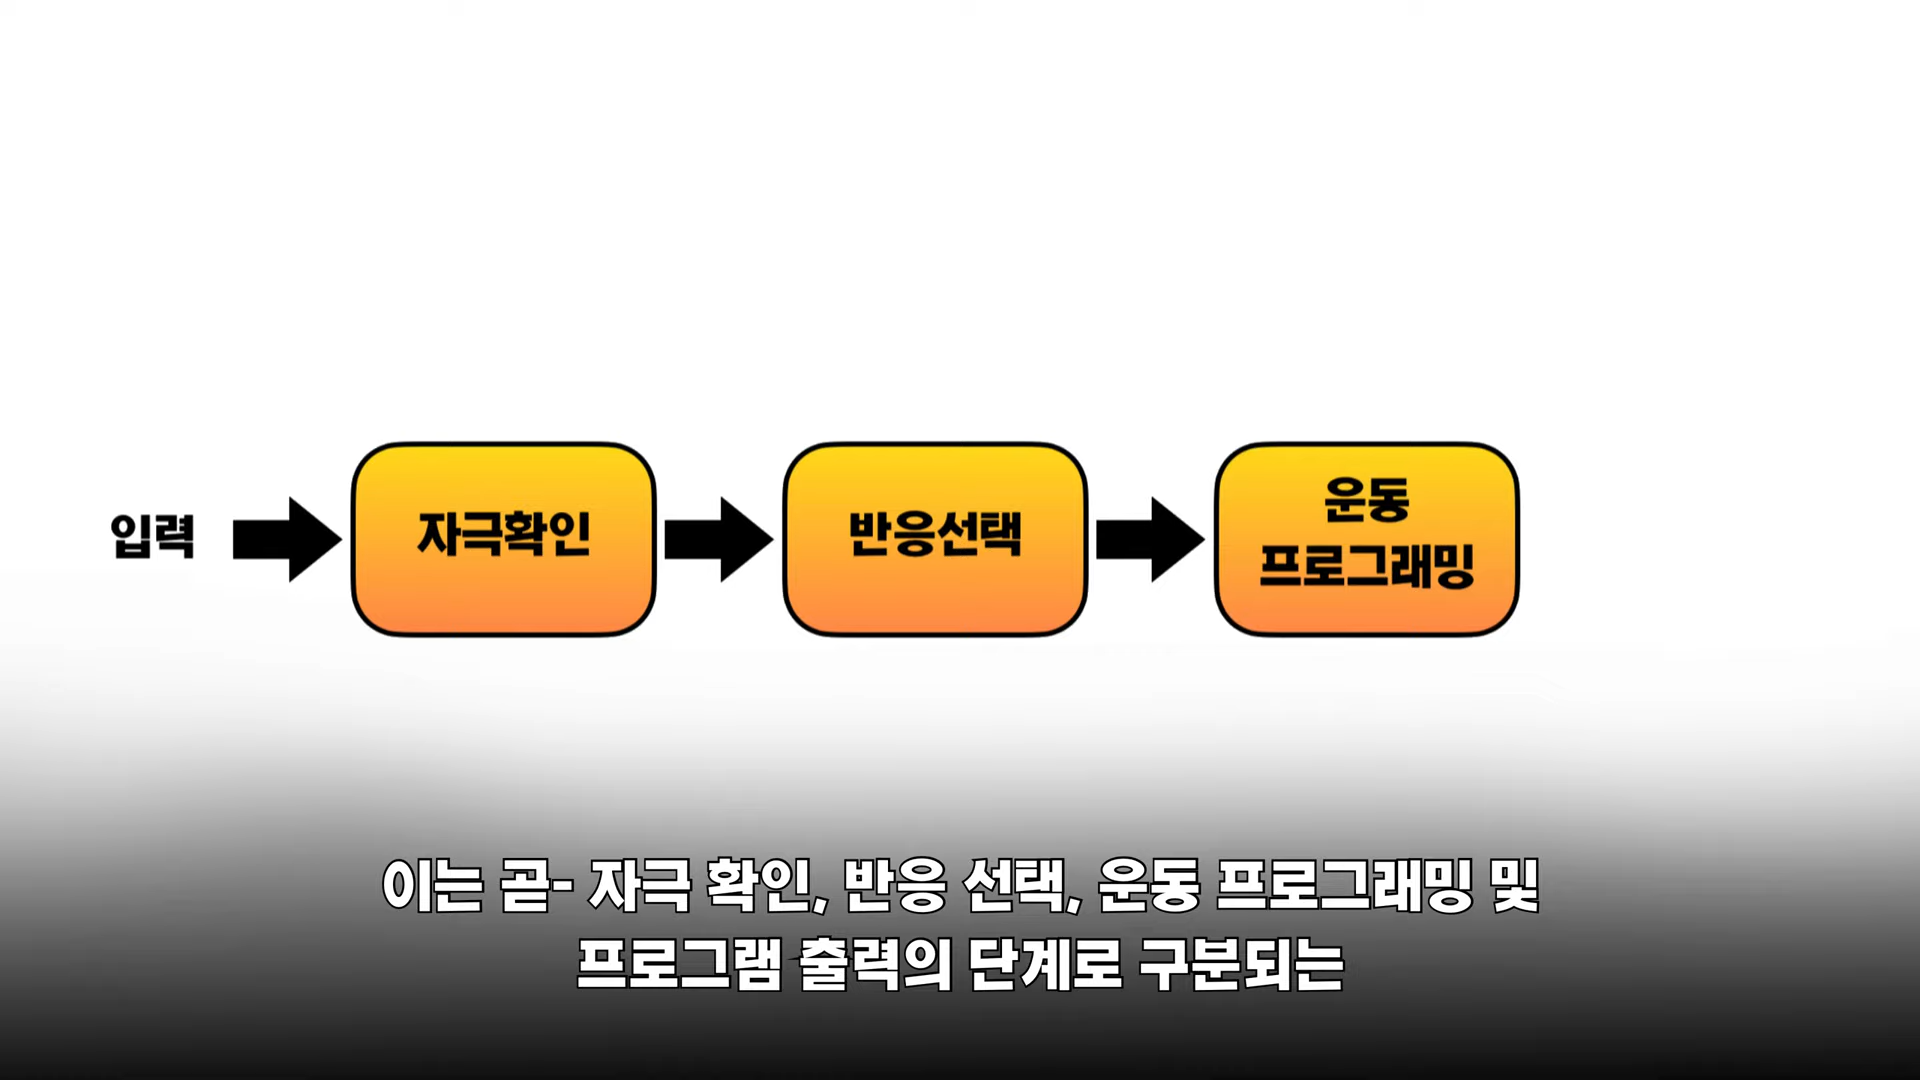 입력
자극확인
반응선택
운동
프로그래밍
이는 곧- 자극 확인, 반응 선택, 운동 프로그래밍 및
프로그램 출력의 단계로 구분되는